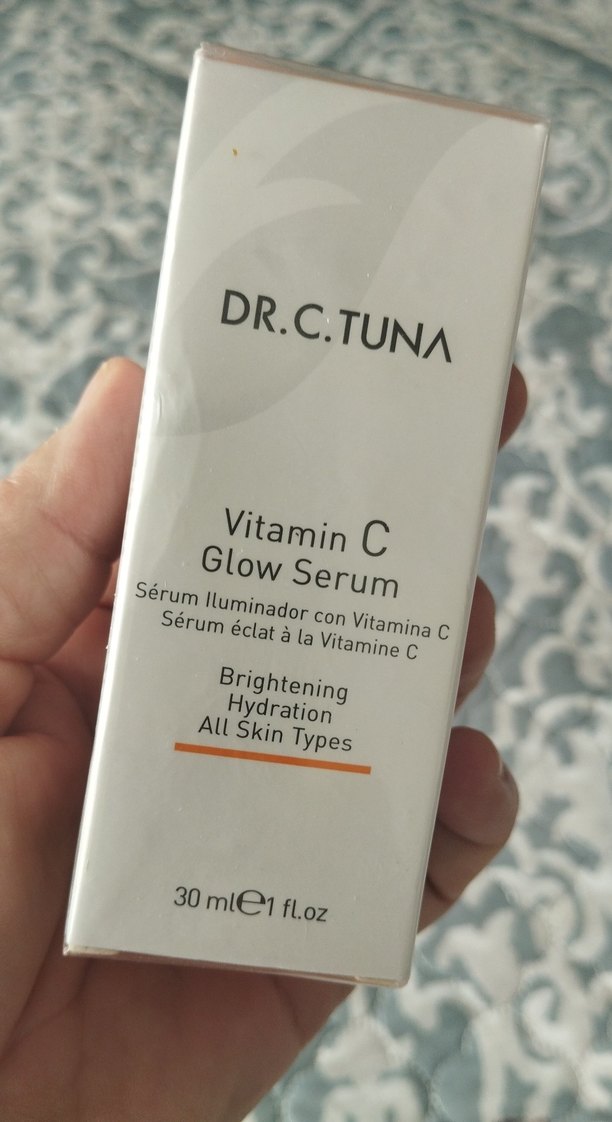 DR.C.TUNA
Vitamin C
Glow Serum
Sérum Iluminador con Vitamina C
Sérum éclat à la Vitamine C
Brightening
Hydration
All Skin Types
30 ml℮1 fl.oz